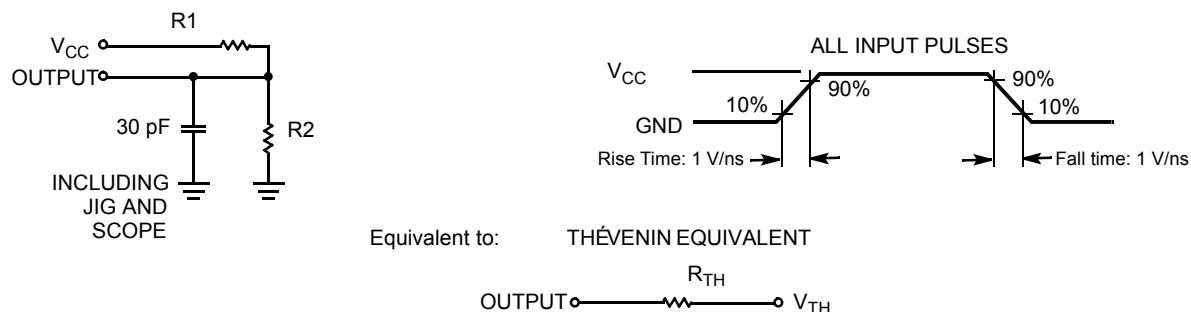 R1
V_CC
OUTPUT
30 pF
R2
INCLUDING
JIG AND
SCOPE
ALL INPUT PULSES
V_CC
GND
10%
90%
90%
10%
Rise Time: 1 V/ns
Fall time: 1 V/ns
Equivalent to:
THÉVENIN EQUIVALENT
R_TH
OUTPUT
V_TH